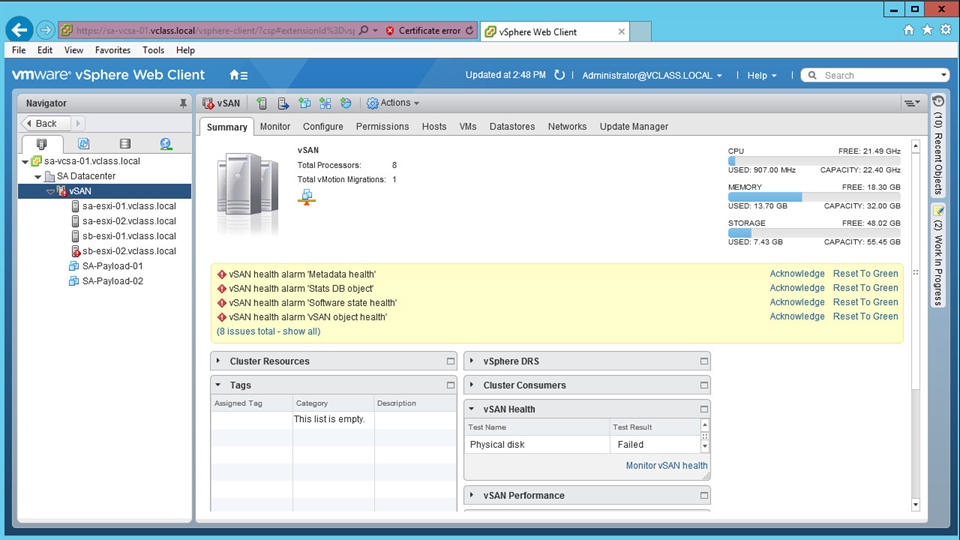 https://sa-vcsa-01.vclass.local/vsphere-client/?csp#extensionId%3Dvs
Certificate error
vSphere Web Client
File Edit View Favorites Tools Help
vmware® vSphere Web Client
Updated at 2:48 PM
Administrator@VCLASS.LOCAL
Help
Search
Navigator
Back
sa-vcsa-01.vclass.local
SA Datacenter
vSAN
sa-esxi-01.vclass.local
sa-esxi-02.vclass.local
sb-esxi-01.vclass.local
sb-esxi-02.vclass.local
SA-Payload-01
SA-Payload-02
vSAN Actions
Summary Monitor Configure Permissions Hosts VMs Datastores Networks Update Manager
vSAN
Total Processors: 8
Total vMotion Migrations: 1
CPU FREE: 21.49 GHz
USED: 907.00 MHz CAPACITY: 22.40 GHz
MEMORY FREE: 18.30 GB
USED: 13.70 GB CAPACITY: 32.00 GB
STORAGE FREE: 48.02 GB
USED: 7.43 GB CAPACITY: 55.45 GB
vSAN health alarm 'Metadata health' Acknowledge Reset To Green
vSAN health alarm 'Stats DB object' Acknowledge Reset To Green
vSAN health alarm 'Software state health' Acknowledge Reset To Green
vSAN health alarm 'vSAN object health' Acknowledge Reset To Green
(8 issues total - show all)
Cluster Resources
Tags
Assigned Tag Category Description
This list is empty.
vSphere DRS
Cluster Consumers
vSAN Health
Test Name Test Result
Physical disk Failed
Monitor vSAN health
vSAN Performance
(10) Recent Objects
(2) Work In Progress